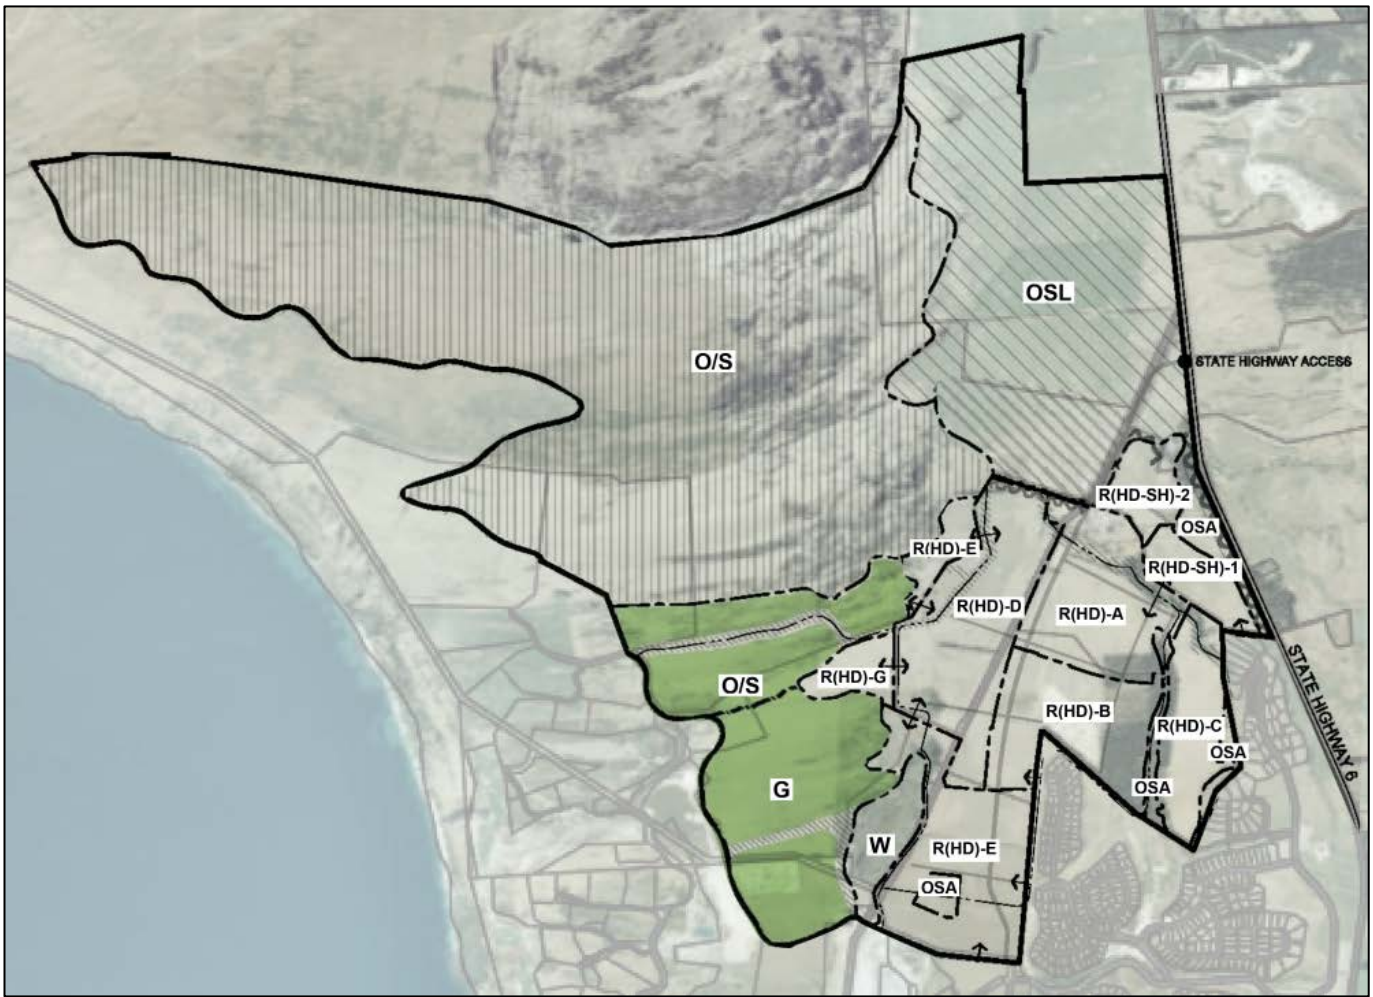 OSL
O/S
STATE HIGHWAY ACCESS
R(HD-SH)-2
OSA
R(HD)-E
R(HD-SH)-1
R(HD)-D
R(HD)-A
R(HD)-G
O/S
R(HD)-B
R(HD)-C
STATE HIGHWAY 6
OSA
G
OSA
W
R(HD)-E
OSA